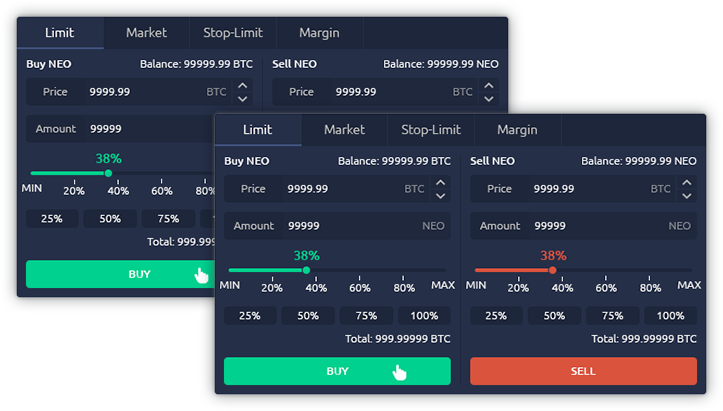 Limit Market Stop-Limit Margin
Buy NEO Balance: 99999.99 BTC Sell NEO Balance: 99999.99 NEO
Price 9999.99 BTC Price 9999.99 BTC
Amount 99999
38%
MIN 20% 40% 60% 80%
25% 50% 75%
Total: 999.999
BUY
Limit Market Stop-Limit Margin
Buy NEO Balance: 99999.99 BTC Sell NEO Balance: 99999.99 NEO
Price 9999.99 BTC Price 9999.99 BTC
Amount 99999 NEO Amount 99999 NEO
38% 38%
MIN 20% 40% 60% 80% MAX MIN 20% 40% 60% 80% MAX
25% 50% 75% 100% 25% 50% 75% 100%
Total: 999.99999 BTC Total: 999.99999 BTC
BUY SELL